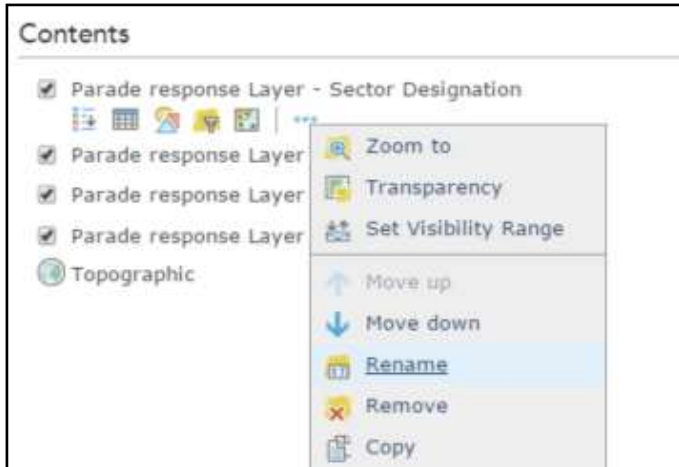 Contents
Parade response Layer - Sector Designation
Parade response Layer
Parade response Layer
Parade response Layer
Topographic
Zoom to
Transparency
Set Visibility Range
Move up
Move down
Rename
Remove
Copy